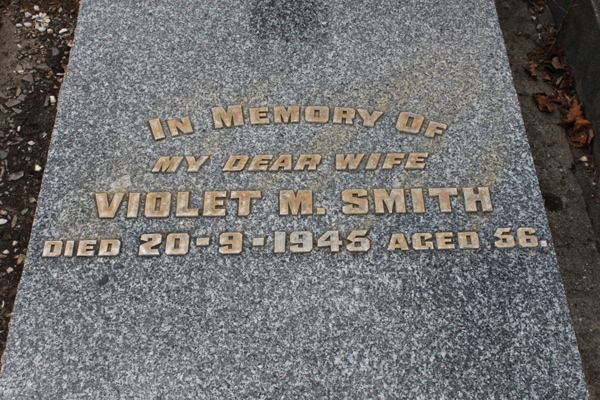 In Memory Of
MY DEAR WIFE
VIOLET M. SMITH
DIED 20-9-1945 AGED 56.